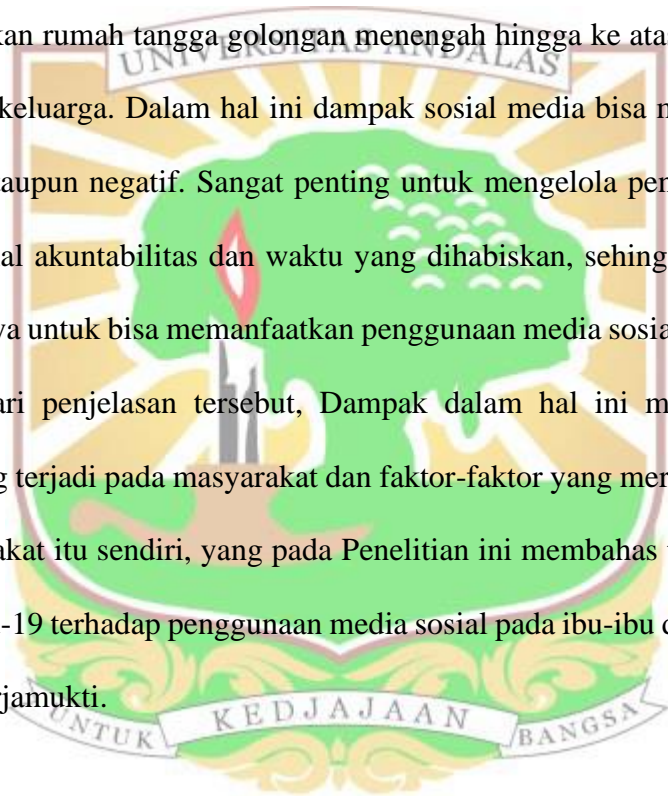 kan rumah tangga golongan menengah hingga ke atas
UNIVERSITAS ANDALAS
keluarga. Dalam hal ini dampak sosial media bisa
taupun negatif. Sangat penting untuk mengelola pen
al akuntabilitas dan waktu yang dihabiskan, sehing
ya untuk bisa memanfaatkan penggunaan media sosia
ari penjelasan tersebut, Dampak dalam hal ini m
g terjadi pada masyarakat dan faktor-faktor yang mer
akat itu sendiri, yang pada Penelitian ini membahas
-19 terhadap penggunaan media sosial pada ibu-ibu d
rjamukti.
UNTUK KEDJAJAAN BANGSA